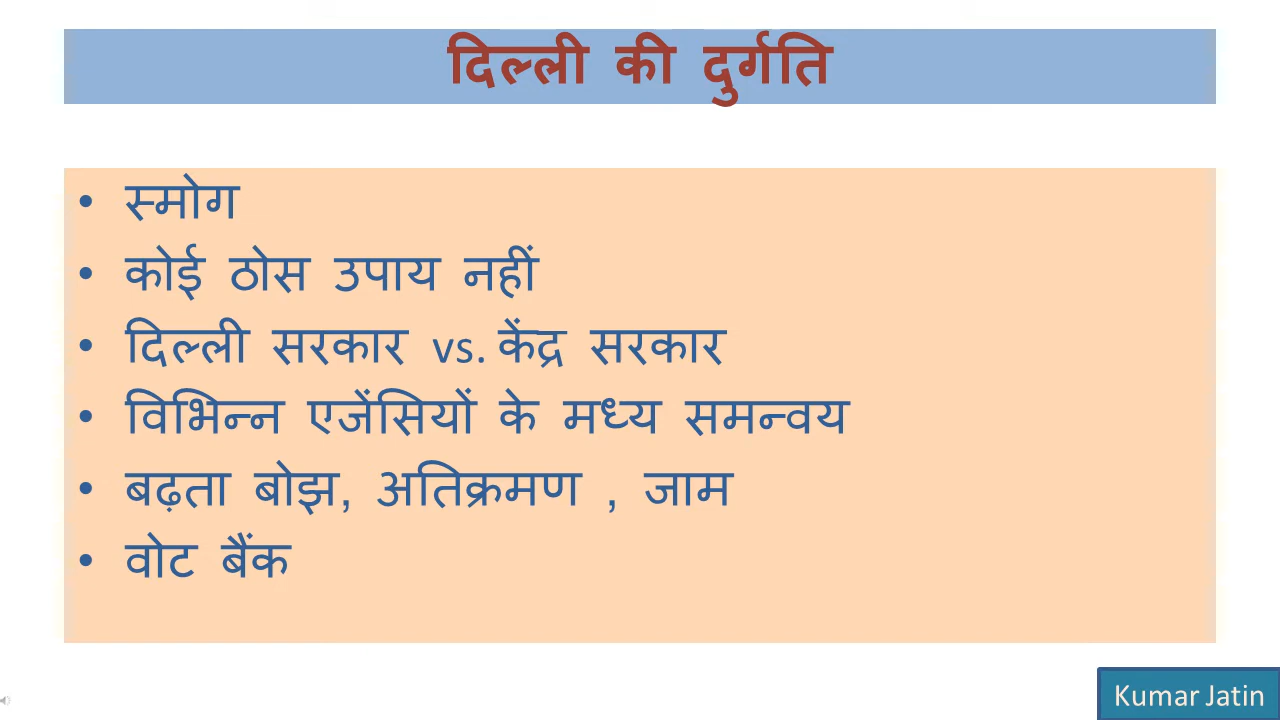 दिल्ली की दुर्गति
• स्मोग
• कोई ठोस उपाय नहीं
• दिल्ली सरकार vs. केंद्र सरकार
• विभिन्न एजेंसियों के मध्य समन्वय
• बढ़ता बोझ, अतिक्रमण , जाम
• वोट बैंक
Kumar Jatin